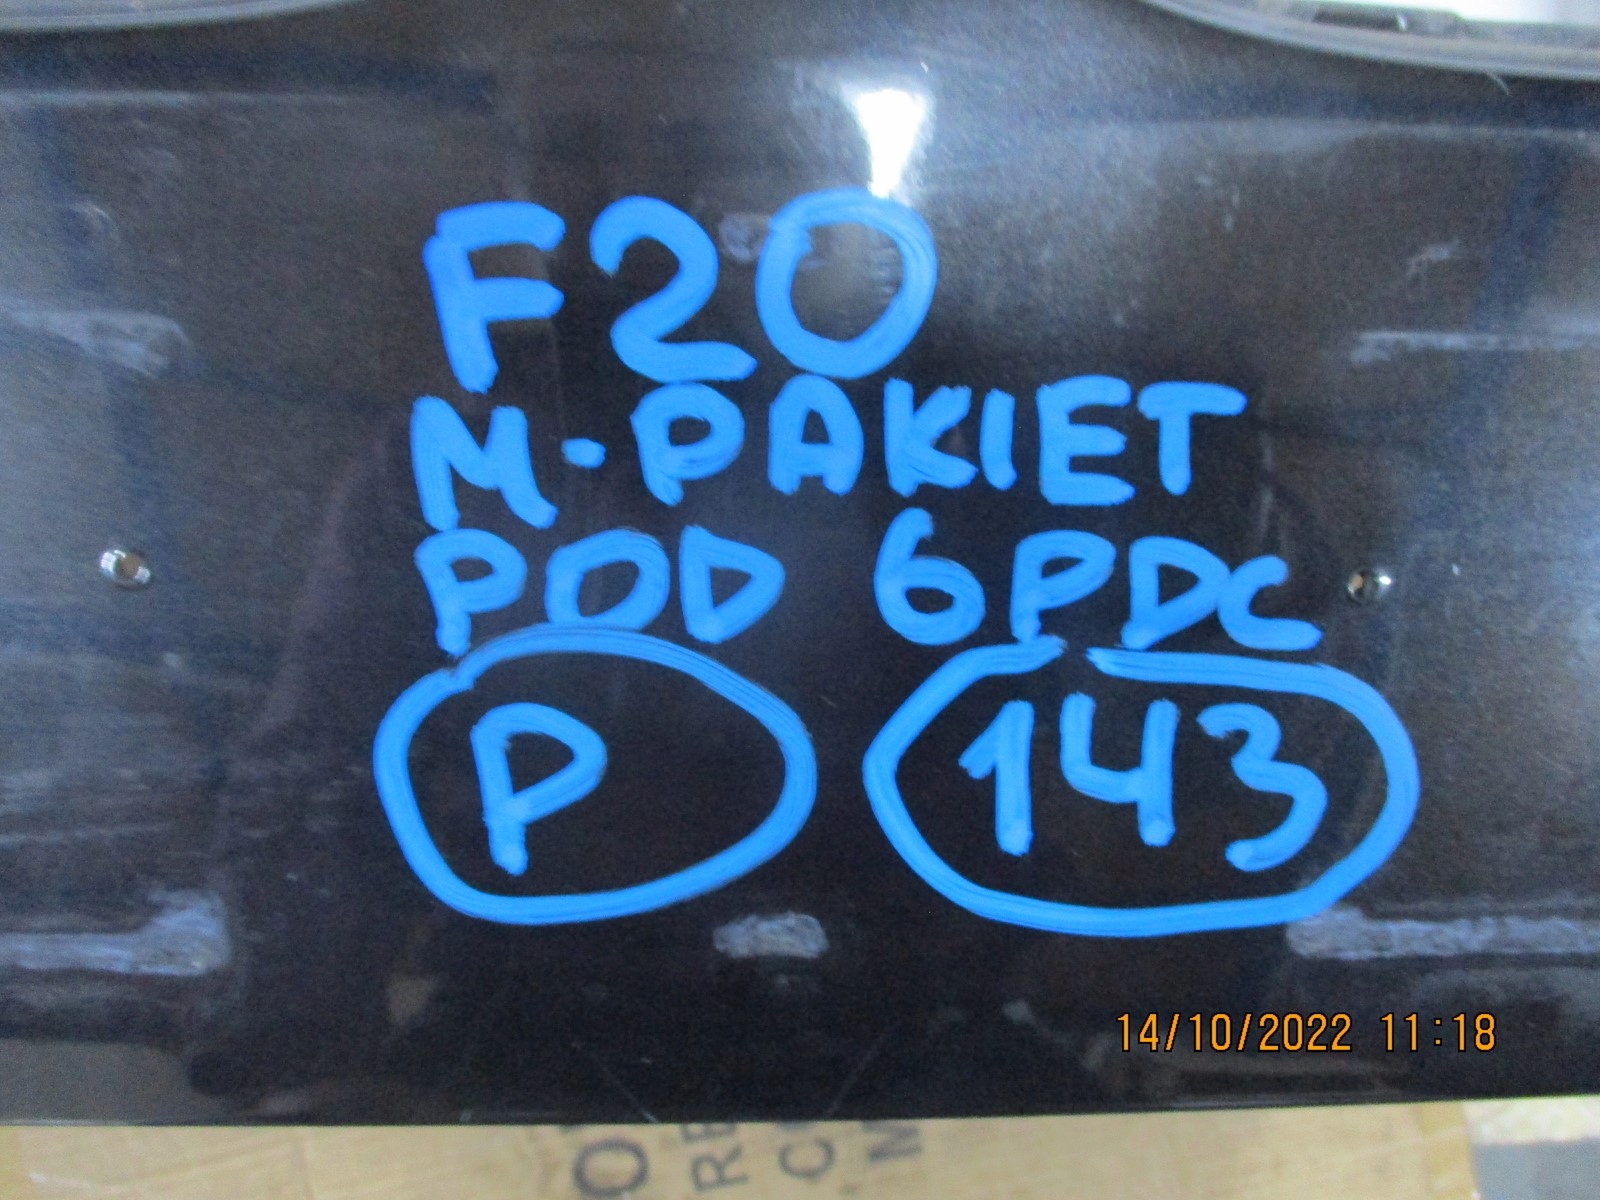 F20
M-PAKIET
POD 6PDC
P 143
14/10/2022 11:18